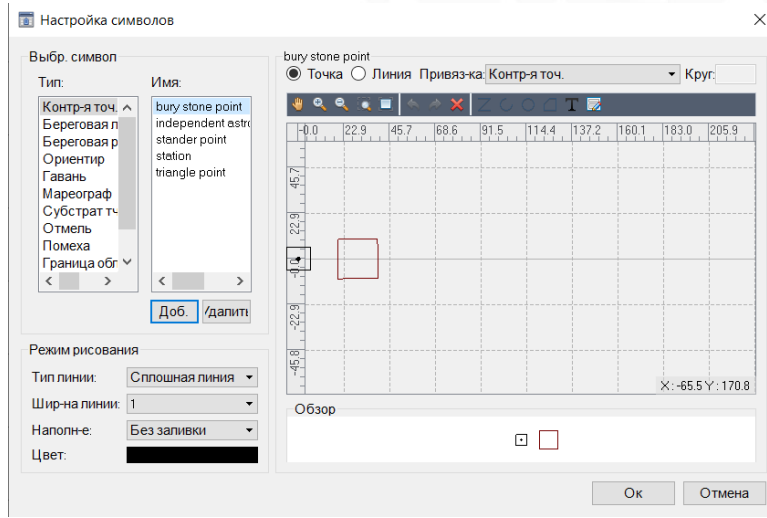 Настройка символов
Выбр. символ
Тип:
Имя:
Контр-я точ.
Береговая л
Береговая р
Ориентир
Гавань
Мареограф
Субстрат тч
Отмель
Помеха
Граница обг
bury stone point
independent astro
stander point
station
triangle point
Доб.
Удалить
Режим рисования
Тип линии:
Сплошная линия
Шир-на линии:
1
Наполн-е:
Без заливки
Цвет:
bury stone point
Точка
Линия
Привяз-ка:
Контр-я точ.
Круг:
-0.0 22.9 45.7 68.6 91.5 114.4 137.2 160.1 183.0 205.9
45.7
22.9
-0.0
-22.9
-45.8
X: -65.5 Y: 170.8
Обзор
Ок
Отмена